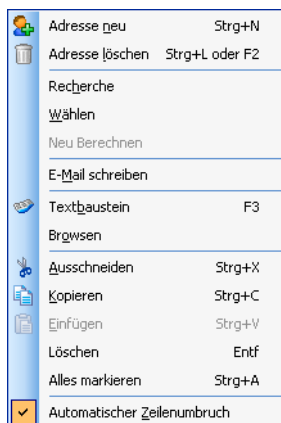 Adresse neu Strg+N
Adresse löschen Strg+L oder F2
Recherche
Wählen
Neu Berechnen
E-Mail schreiben
Textbaustein F3
Browsen
Ausschneiden Strg+X
Kopieren Strg+C
Einfügen Strg+V
Löschen Entf
Alles markieren Strg+A
Automatischer Zeilenumbruch